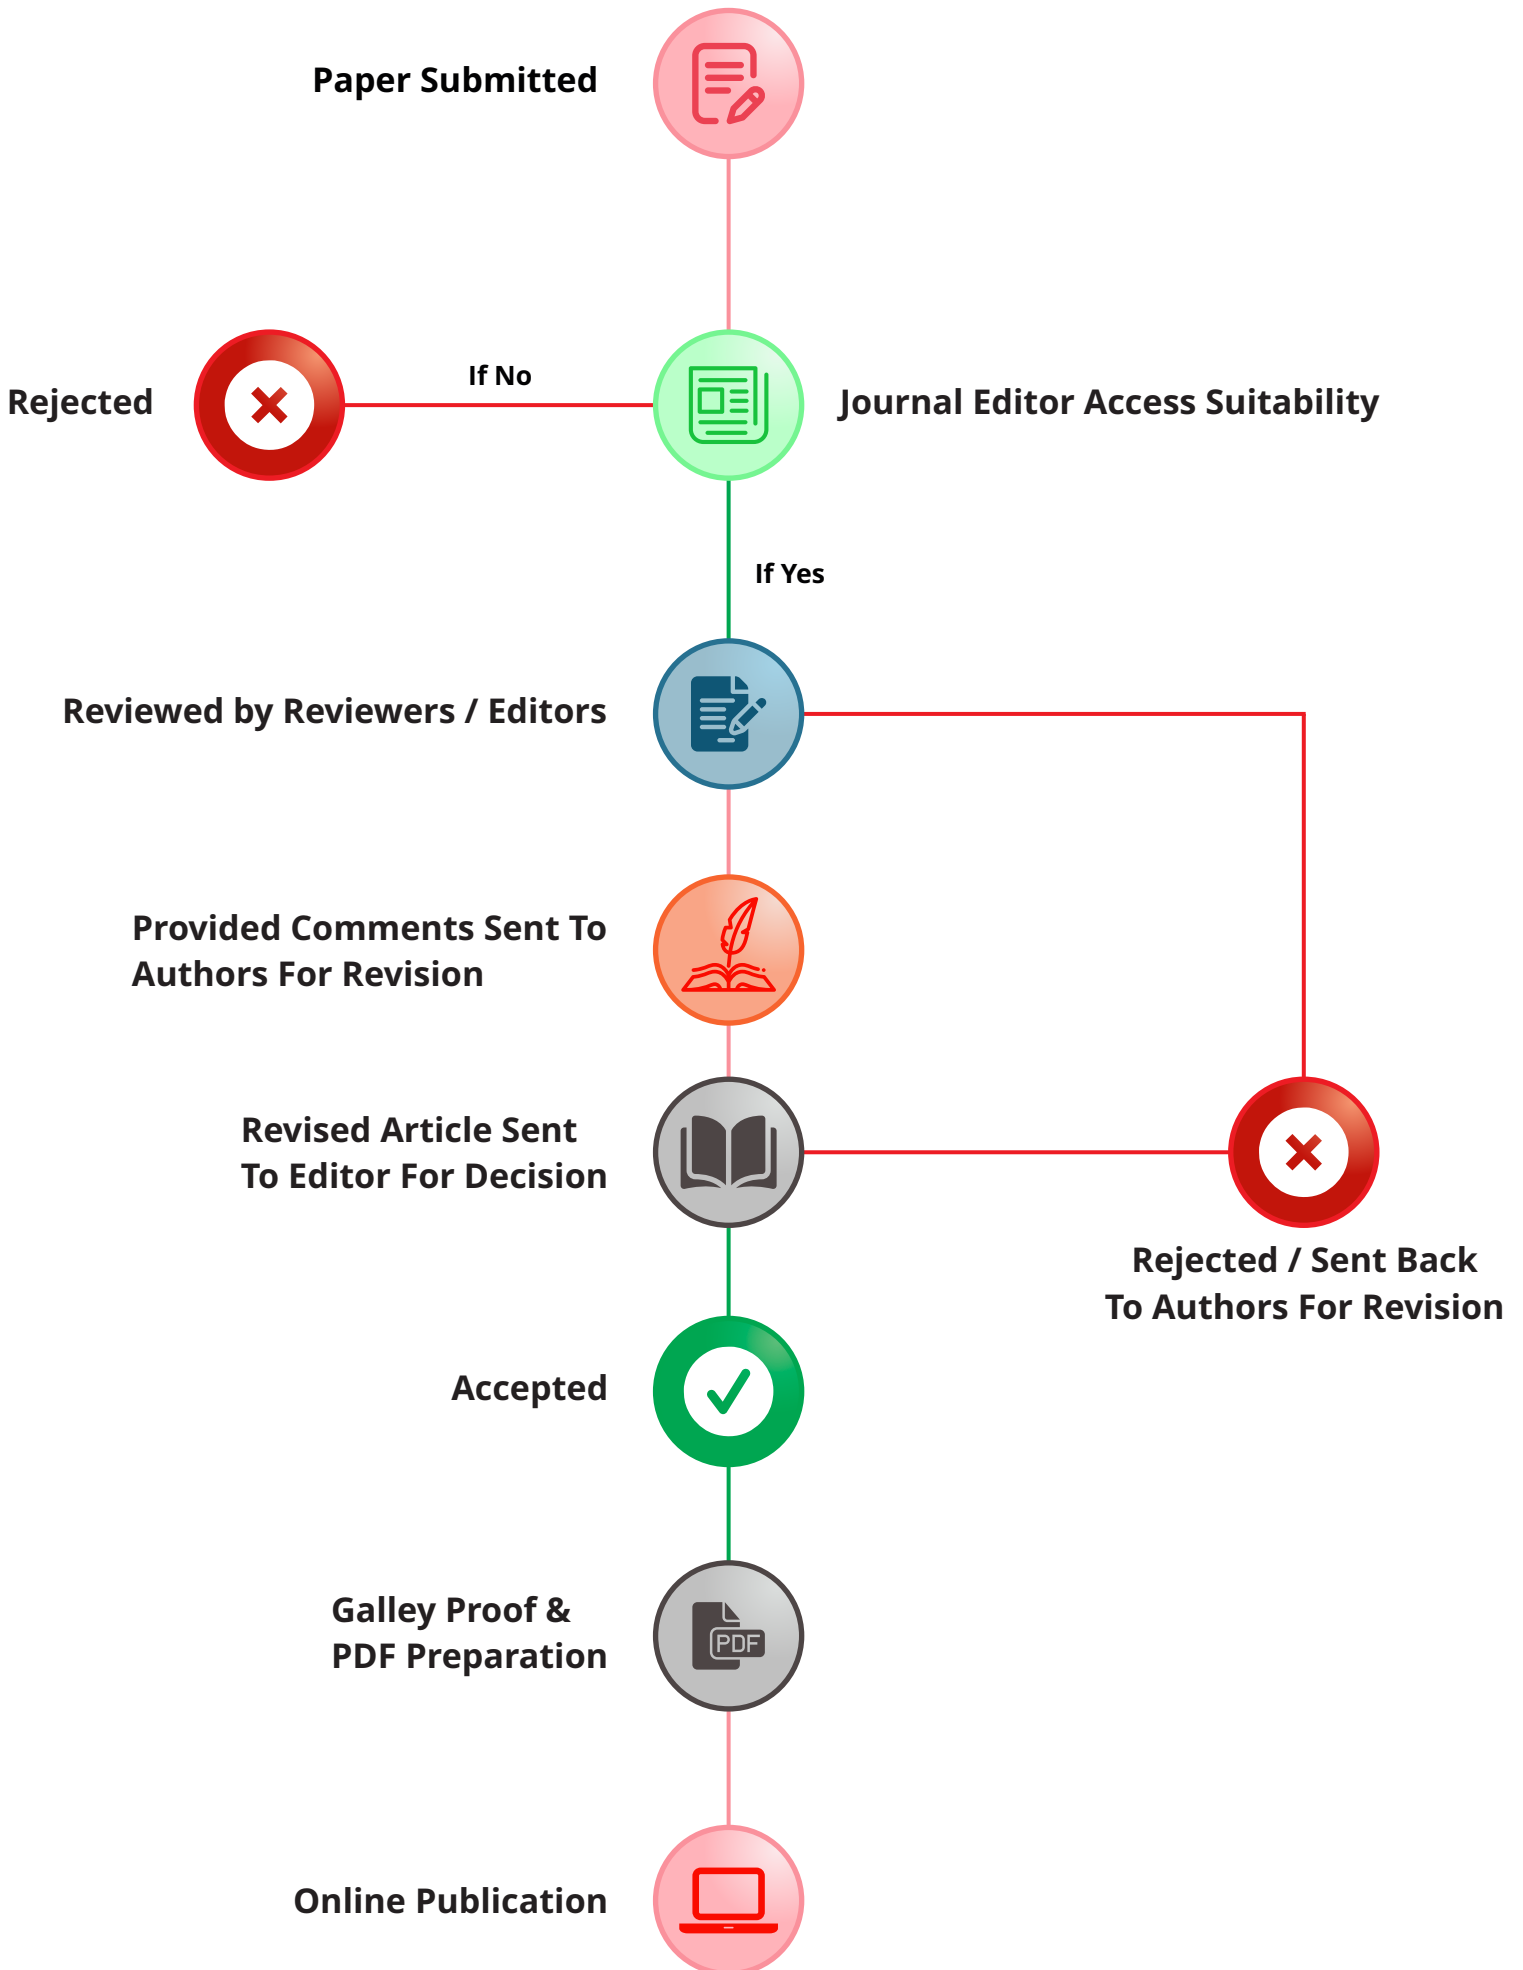 Paper Submitted
Rejected
If No
Journal Editor Access Suitability
If Yes
Reviewed by Reviewers / Editors
Provided Comments Sent To
Authors For Revision
Revised Article Sent
To Editor For Decision
Rejected / Sent Back
To Authors For Revision
Accepted
Galley Proof &
PDF Preparation
PDF
Online Publication